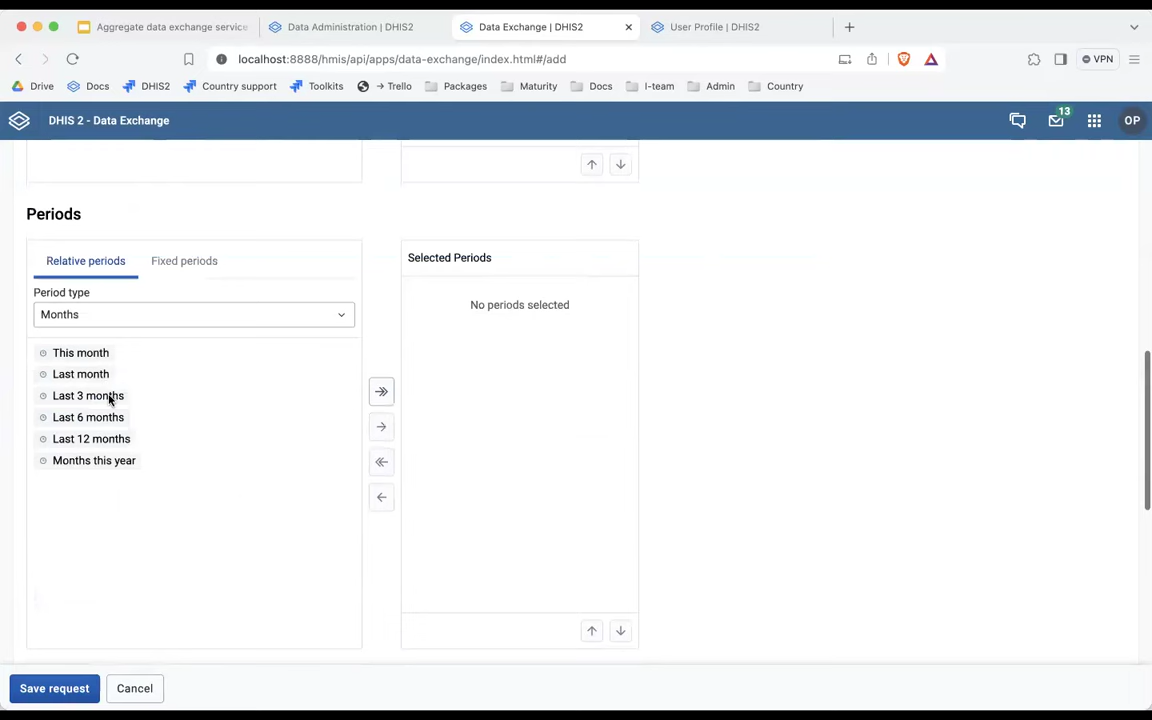 Aggregate data exchange service
Data Administration | DHIS2
Data Exchange | DHIS2
User Profile | DHIS2
localhost:8888/hmis/api/apps/data-exchange/index.html#/add
VPN
Drive
Docs
DHIS2
Country support
Toolkits
→ Trello
Packages
Maturity
Docs
I-team
Admin
Country
DHIS 2 - Data Exchange
13
OP
Periods
Relative periods
Fixed periods
Selected Periods
Period type
No periods selected
Months
This month
Last month
Last 3 months
Last 6 months
Last 12 months
Months this year
Save request
Cancel